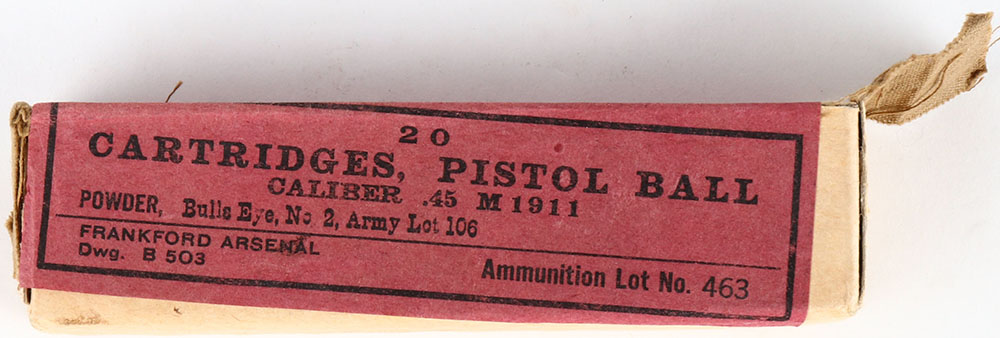 20
CARTRIDGES, PISTOL BALL
CALIBER .45 M1911
POWDER, Bulls Eye, No 2, Army Lot 106
FRANKFORD ARSENAL
Dwg. B 503
Ammunition Lot No. 463